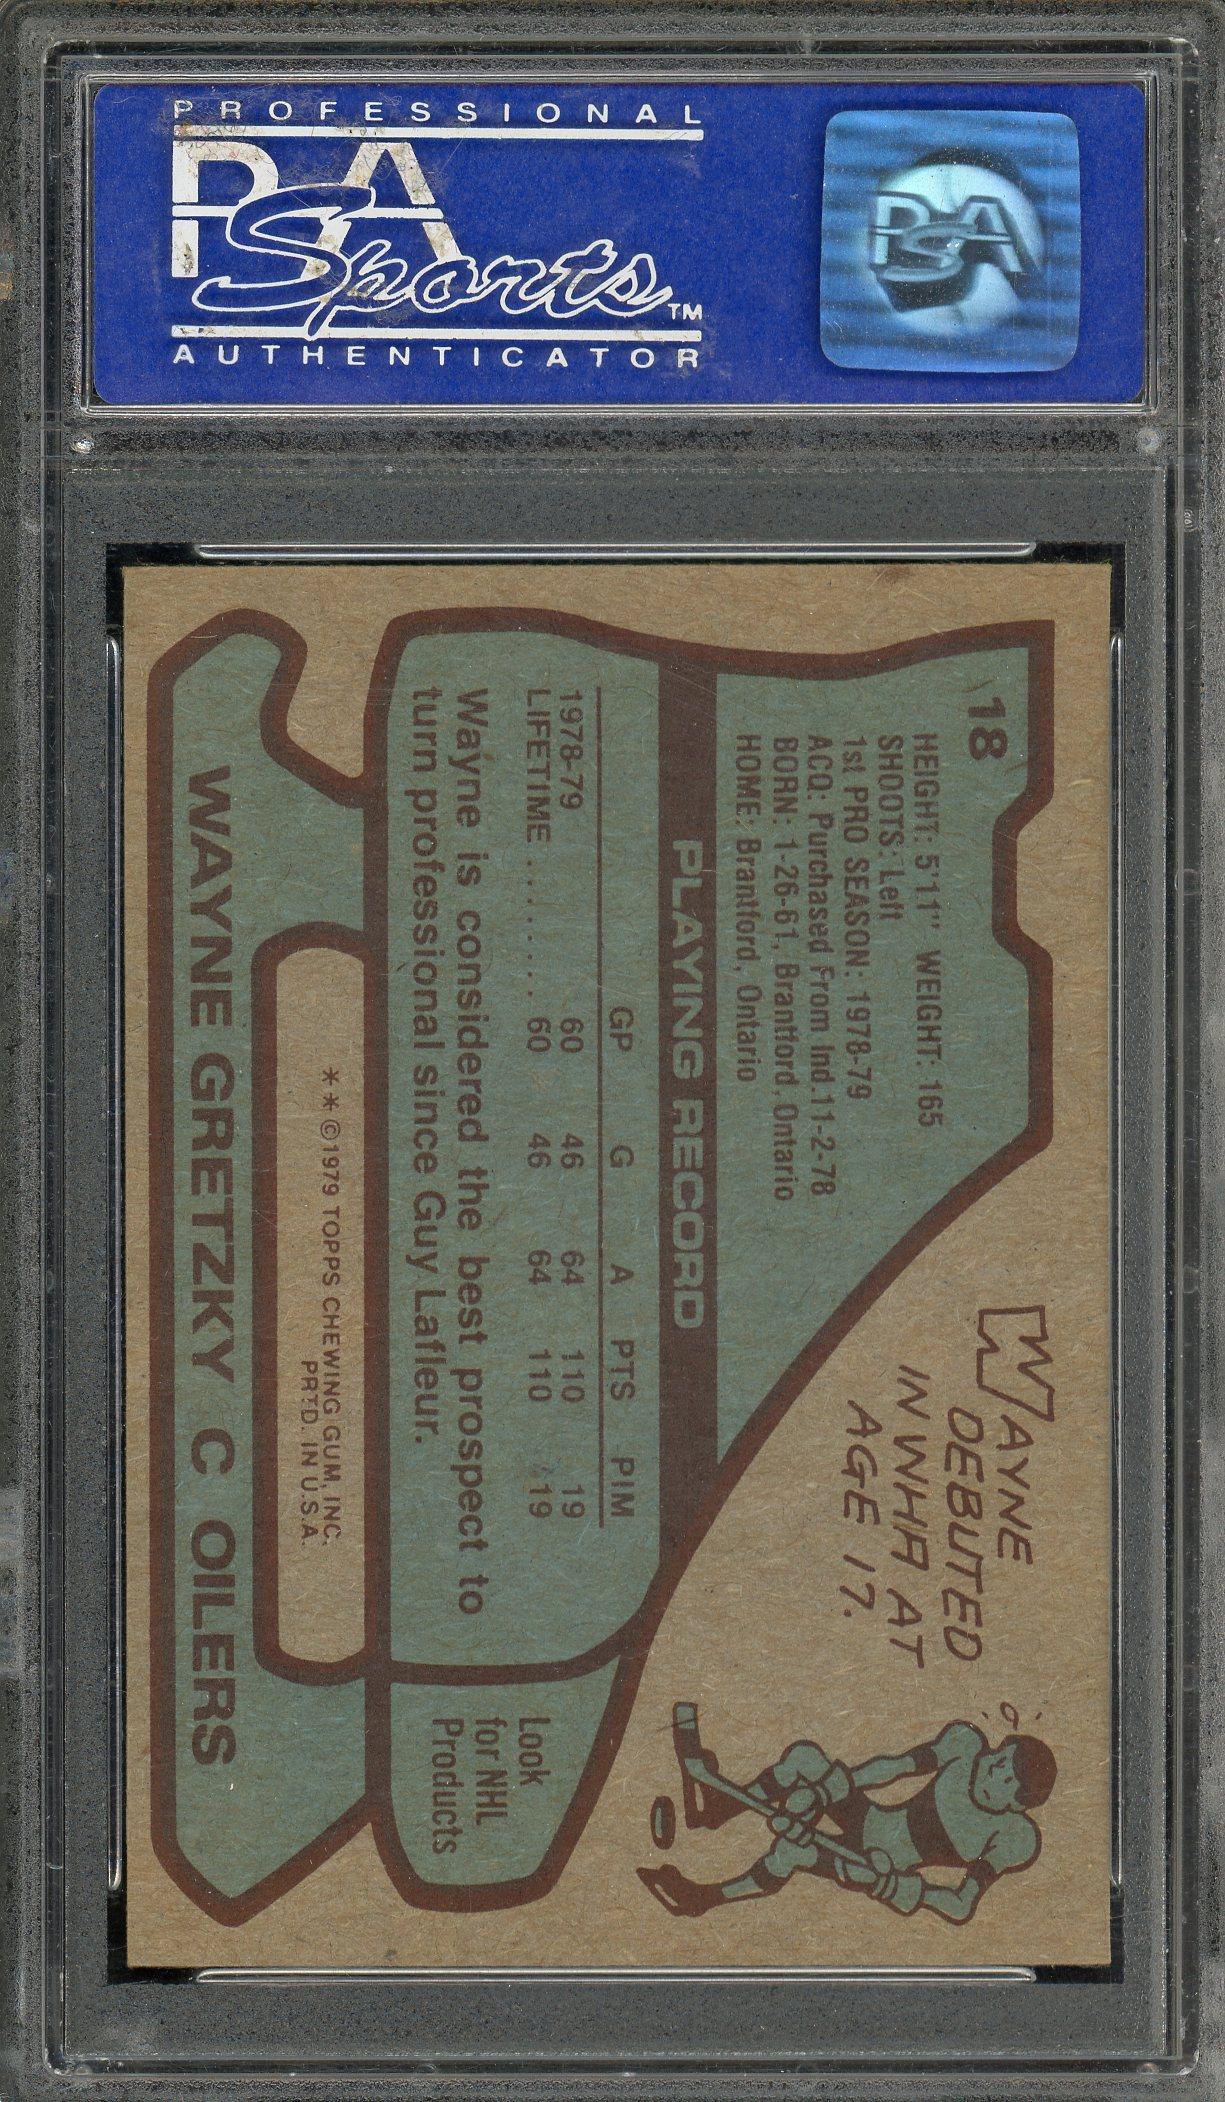 PROFESSIONAL
PSA
Sports™
AUTHENTICATOR
PSA
18
HEIGHT: 5'11" WEIGHT: 165
SHOOTS: Left
1st PRO SEASON: 1978-79
ACQ: Purchased From Ind. 11-2-78
BORN: 1-26-61, Brantford, Ontario
HOME: Brantford, Ontario
WAYNE
DEBUTED
IN WHA AT
AGE 17.
PLAYING RECORD
GP G A PTS PIM
1978-79 60 46 64 110 19
LIFETIME ........ 60 46 64 110 19
Wayne is considered the best prospect to
turn professional since Guy Lafleur.
Look
for NHL
Products
**©1979 TOPPS CHEWING GUM, INC.
PRTD. IN U.S.A.
WAYNE GRETZKY C OILERS